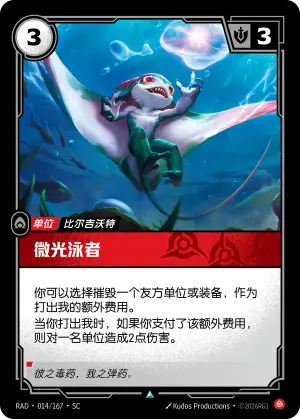 3
3
单位 比尔吉沃特
微光泳者
你可以选择摧毁一个友方单位或装备，作为
打出我的额外费用。
当你打出我时，如果你支付了该额外费用，
则对一名单位造成2点伤害。
彼之毒药，我之弹药。
RAD · 014/167 · SC
Kudos Productions · ©2026RGI